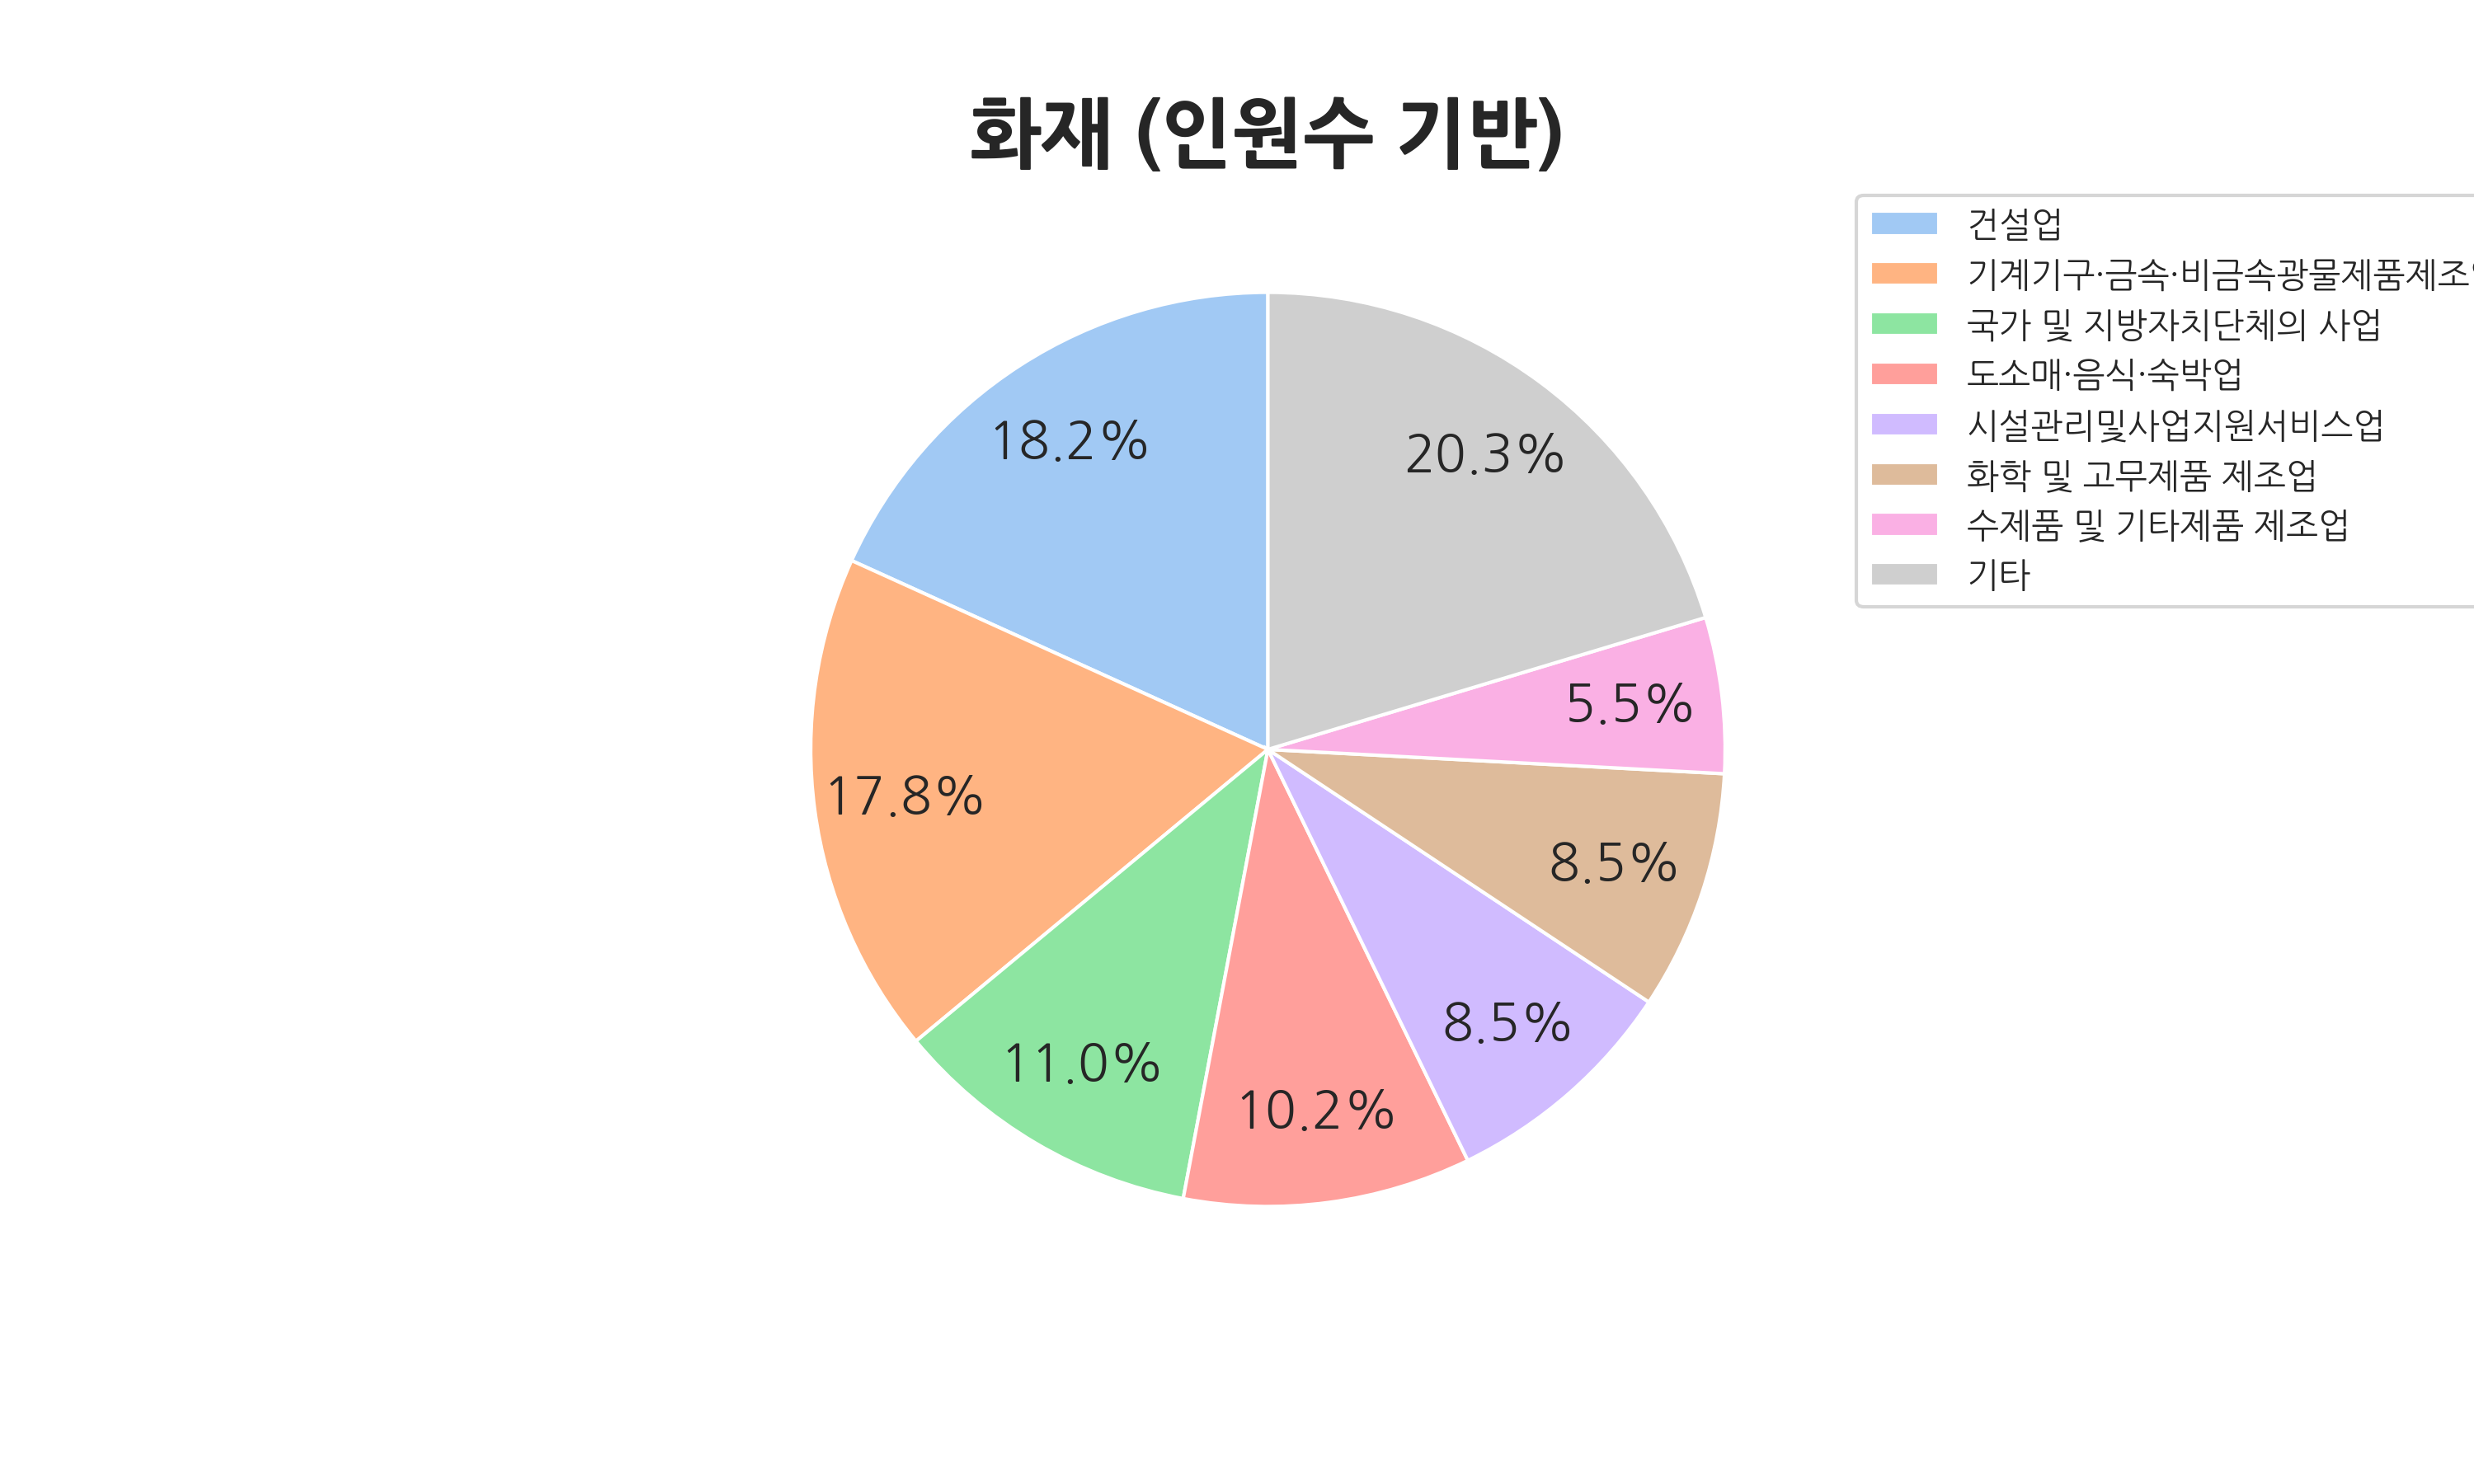 화재 (인원수 기반)
건설업
기계기구·금속·비금속광물제품제조
국가 및 지방자치단체의 사업
도소매·음식·숙박업
시설관리및사업지원서비스업
화학 및 고무제품 제조업
수제품 및 기타제품 제조업
기타
18.2%
20.3%
5.5%
17.8%
8.5%
8.5%
11.0%
10.2%